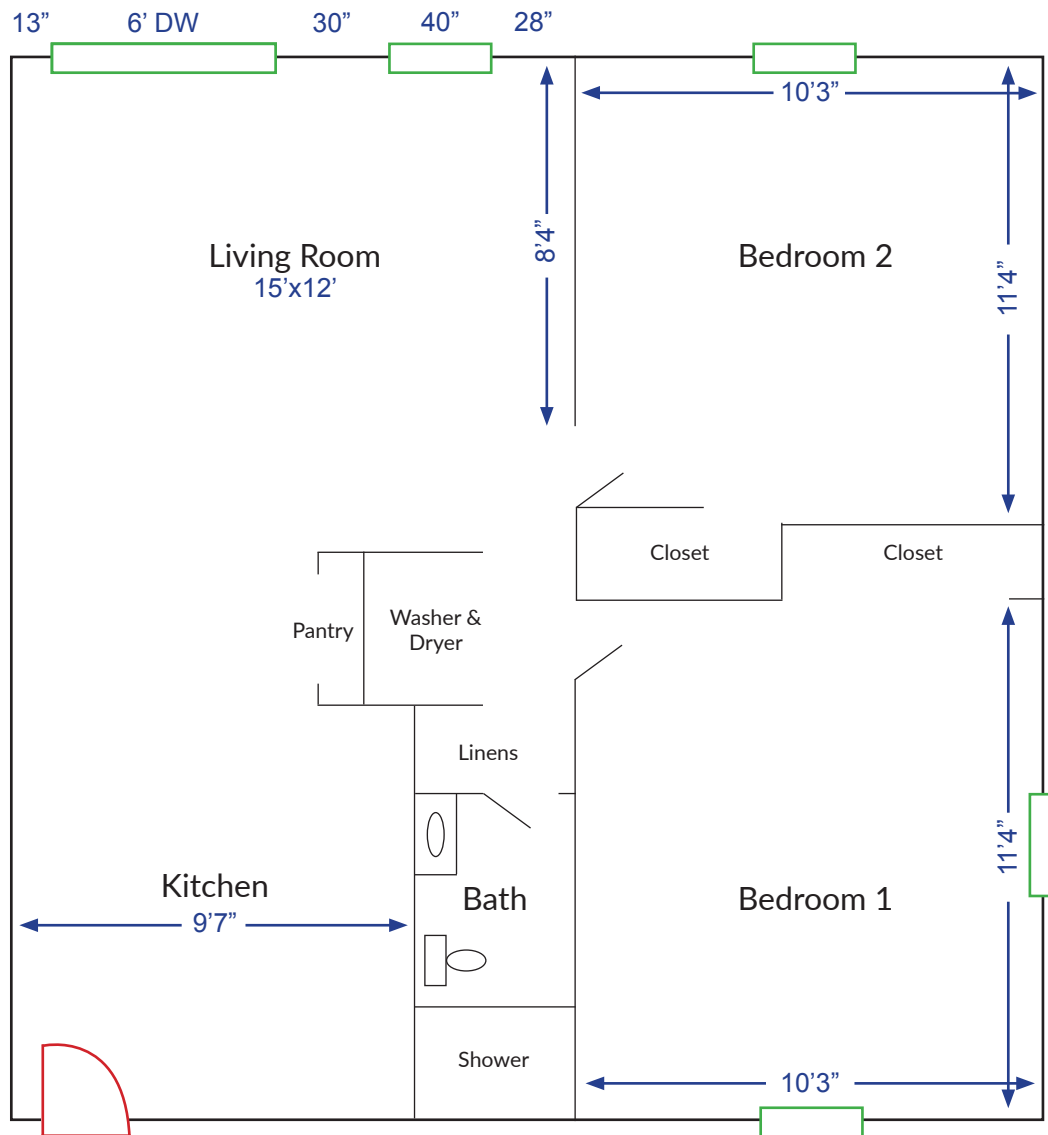 13” 6’ DW 30” 40” 28”
10’3”
8’4”
Living Room
15’x12’
Bedroom 2
11’4”
Closet
Closet
Washer &
Dryer
Pantry
Linens
11’4”
Kitchen
9’7”
Bath
Bedroom 1
Shower
10’3”